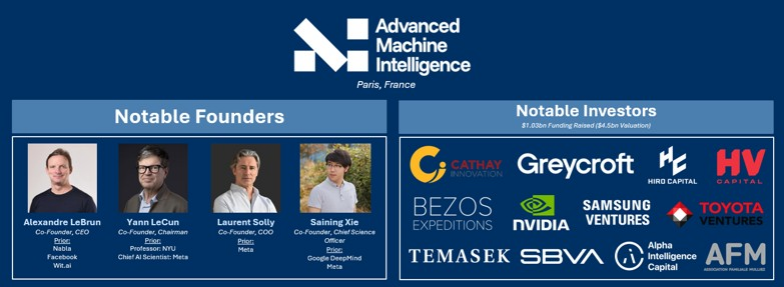 Advanced
Machine
Intelligence
Paris, France
Notable Founders
Alexandre LeBrun
Co-Founder, CEO
Prior:
Nabla
Facebook
Wit.ai
Yann LeCun
Co-Founder, Chairman
Prior:
Professor: NYU
Chief AI Scientist: Meta
Laurent Solly
Co-Founder, COO
Prior:
Meta
Saining Xie
Co-Founder, Chief Science
Officer
Prior:
Google DeepMind
Meta
Notable Investors
$1.03bn Funding Raised ($4.5bn Valuation)
CATHAY
INNOVATION
Greycroft
HC
HIRO CAPITAL
HV
CAPITAL
BEZOS
EXPEDITIONS
NVIDIA
SAMSUNG
VENTURES
TOYOTA
VENTURES
TEMASEK
SBVA
Alpha
Intelligence
Capital
AFM
ASSOCIATION FAMILIALE MULLIEZ